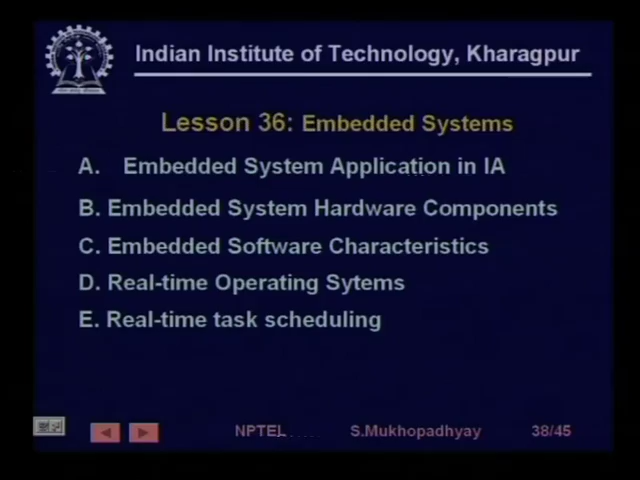 Indian Institute of Technology, Kharagpur
Lesson 36: Embedded Systems
A. Embedded System Application in IA
B. Embedded System Hardware Components
C. Embedded Software Characteristics
D. Real-time Operating Sytems
E. Real-time task scheduling
NPTEL S.Mukhopadhyay 38/45